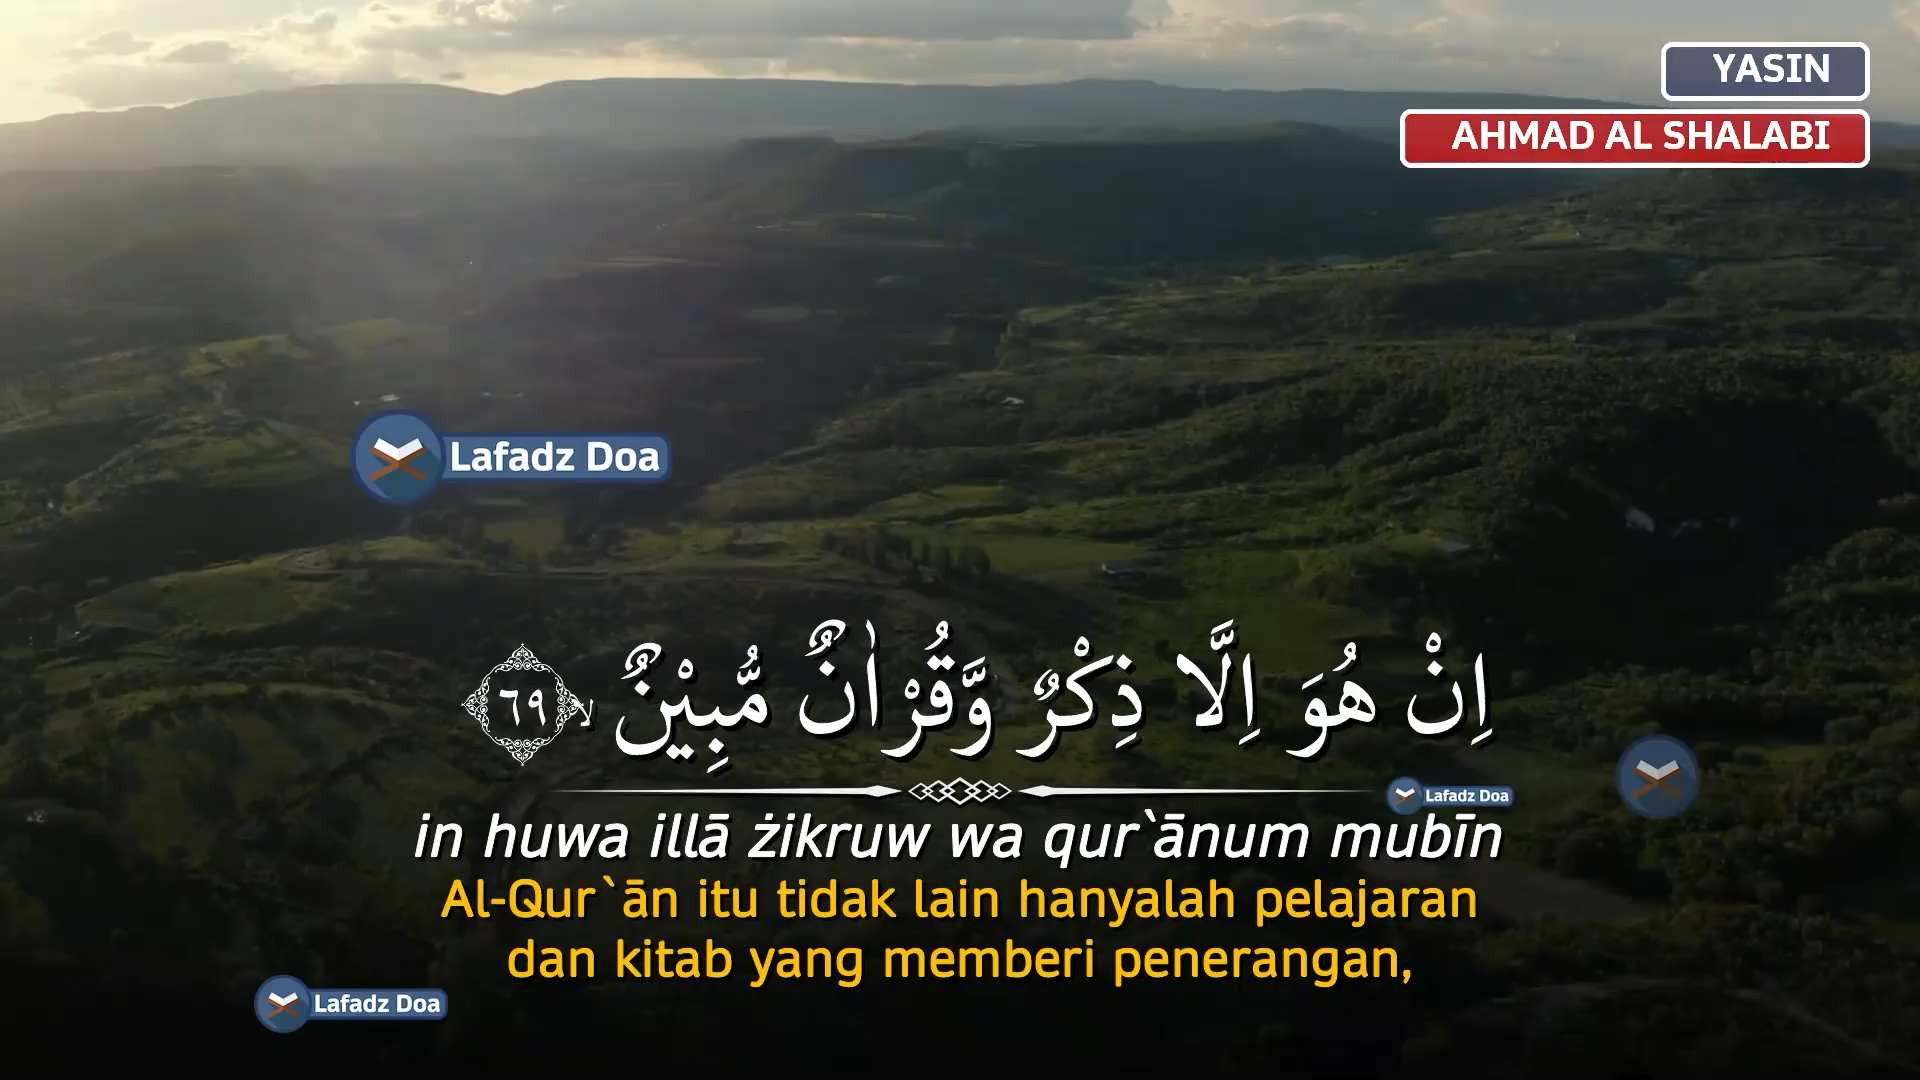 YASIN
AHMAD AL SHALABI
Lafadz Doa
اِنْ هُوَ اِلَّا ذِكْرٌ وَّقُرْاٰنٌ مُّبِيْنٌ ۙ ٦٩
Lafadz Doa
in huwa illā żikruw wa qur`ānum mubīn
Al-Qur`ān itu tidak lain hanyalah pelajaran
dan kitab yang memberi penerangan,
Lafadz Doa